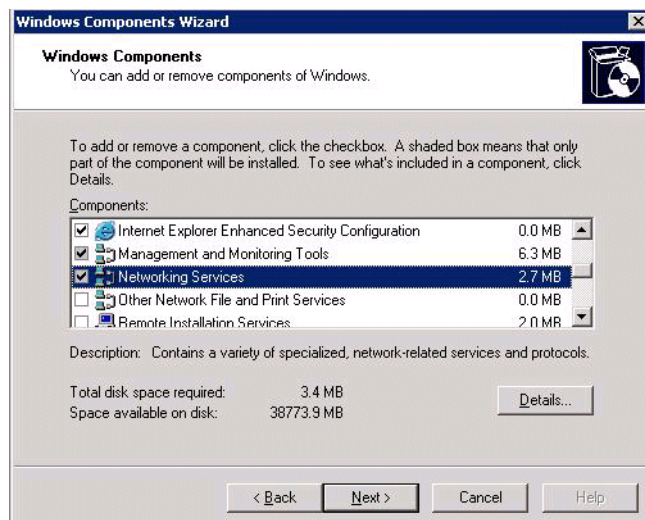 Windows Components Wizard
Windows Components
You can add or remove components of Windows.
To add or remove a component, click the checkbox. A shaded box means that only
part of the component will be installed. To see what's included in a component, click
Details.
Components:
Internet Explorer Enhanced Security Configuration 0.0 MB
Management and Monitoring Tools 6.3 MB
Networking Services 2.7 MB
Other Network File and Print Services 0.0 MB
Remote Installation Services 2.0 MB
Description: Contains a variety of specialized, network-related services and protocols.
Total disk space required: 3.4 MB
Space available on disk: 38773.9 MB
Details...
< Back
Next >
Cancel
Help